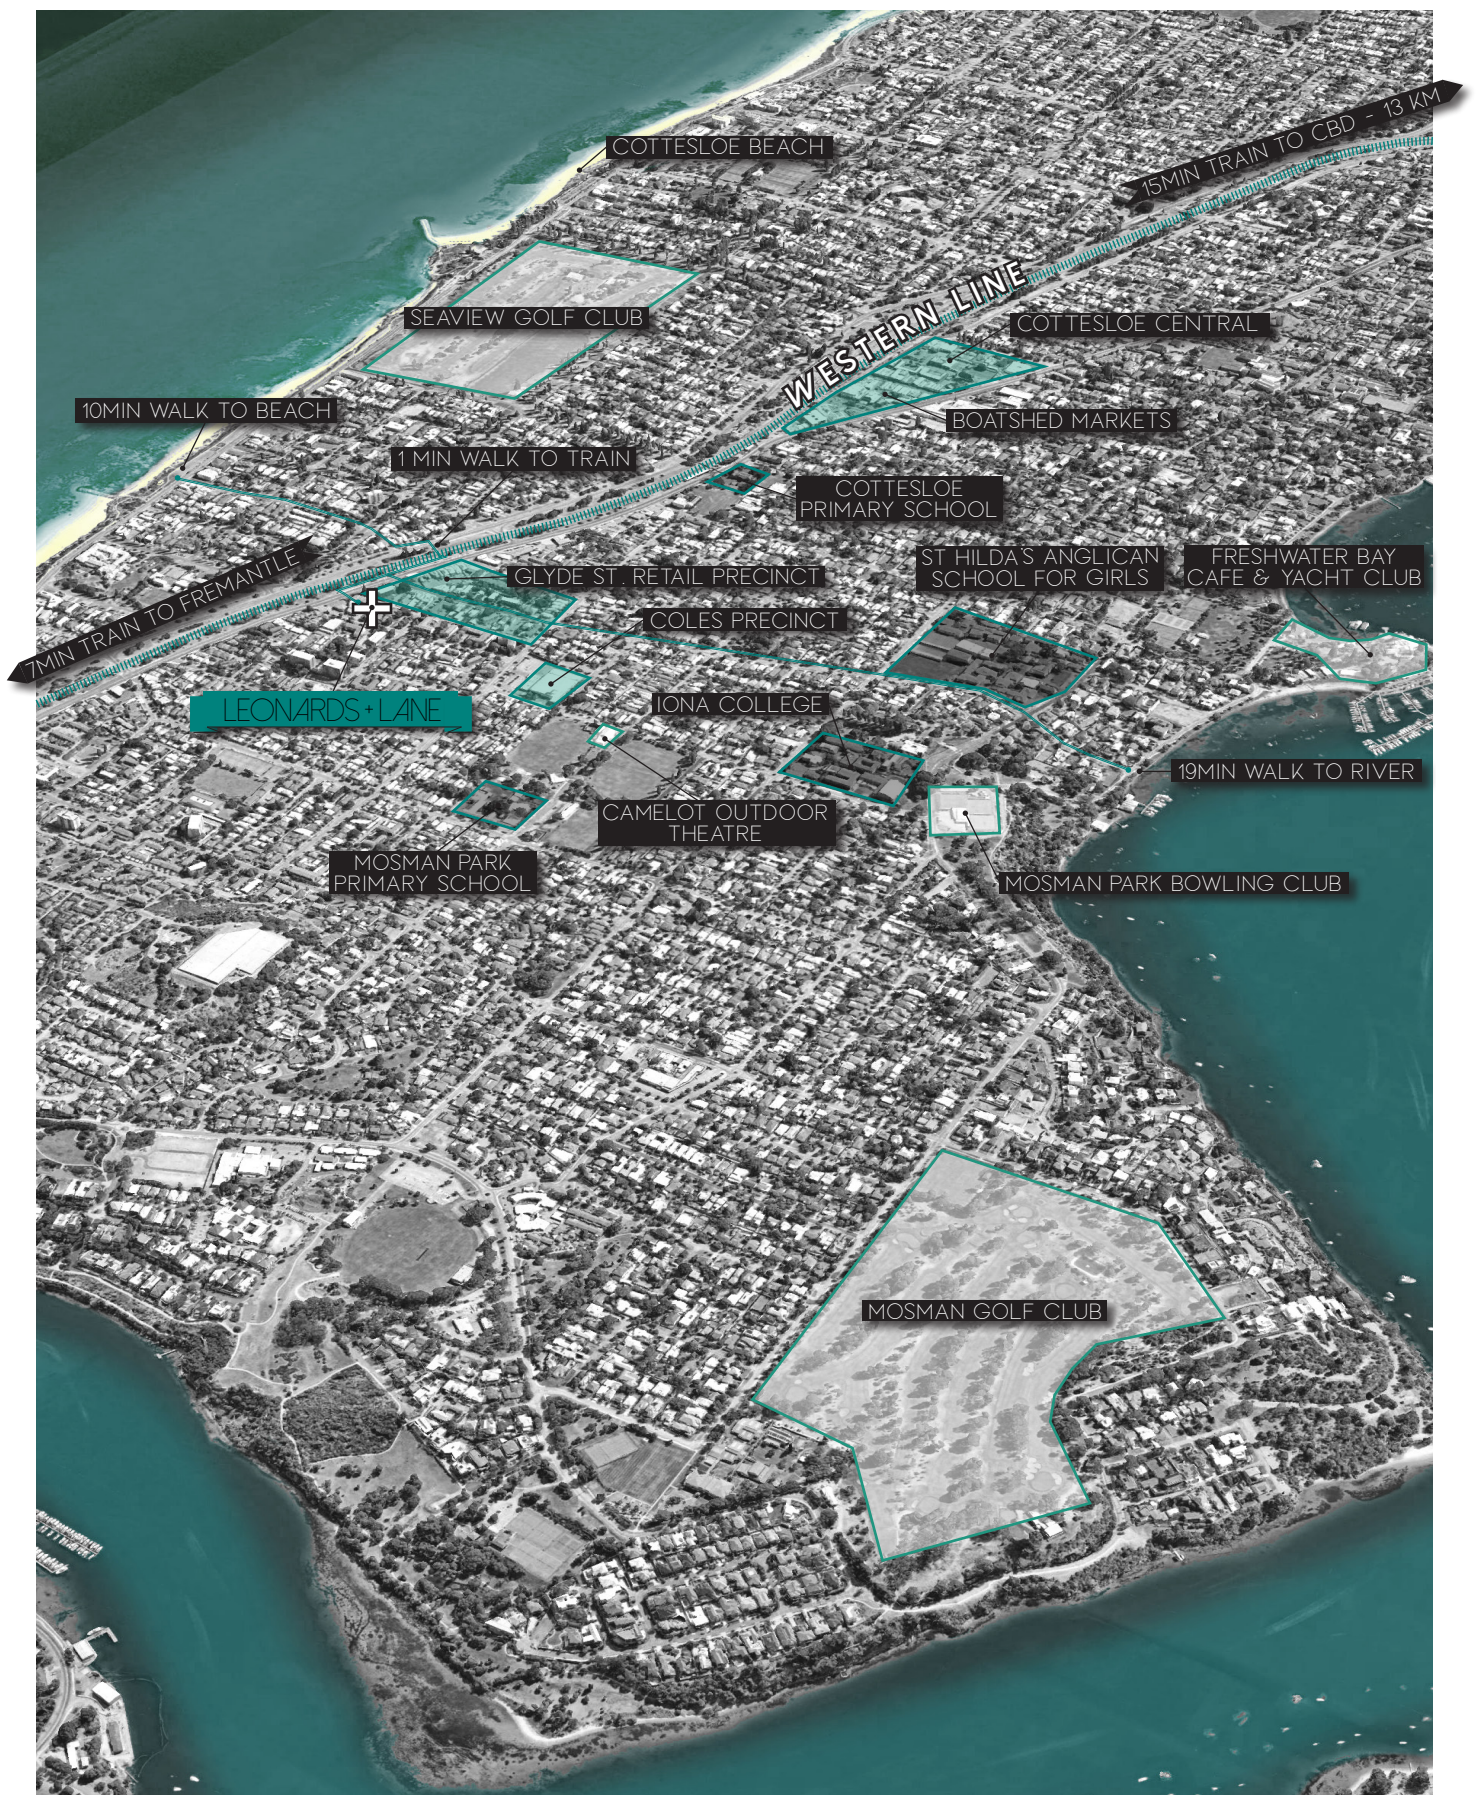 15MIN TRAIN TO CBD - 13 KM
COTTESLOE BEACH
WESTERN LINE
SEAVIEW GOLF CLUB
COTTESLOE CENTRAL
10MIN WALK TO BEACH
BOATSHED MARKETS
1 MIN WALK TO TRAIN
COTTESLOE
PRIMARY SCHOOL
7MIN TRAIN TO FREMANTLE
GLYDE ST. RETAIL PRECINCT
ST HILDA'S ANGLICAN
SCHOOL FOR GIRLS
FRESHWATER BAY
CAFE & YACHT CLUB
COLES PRECINCT
LEONARDS + LANE
IONA COLLEGE
19MIN WALK TO RIVER
CAMELOT OUTDOOR
THEATRE
MOSMAN PARK
PRIMARY SCHOOL
MOSMAN PARK BOWLING CLUB
MOSMAN GOLF CLUB